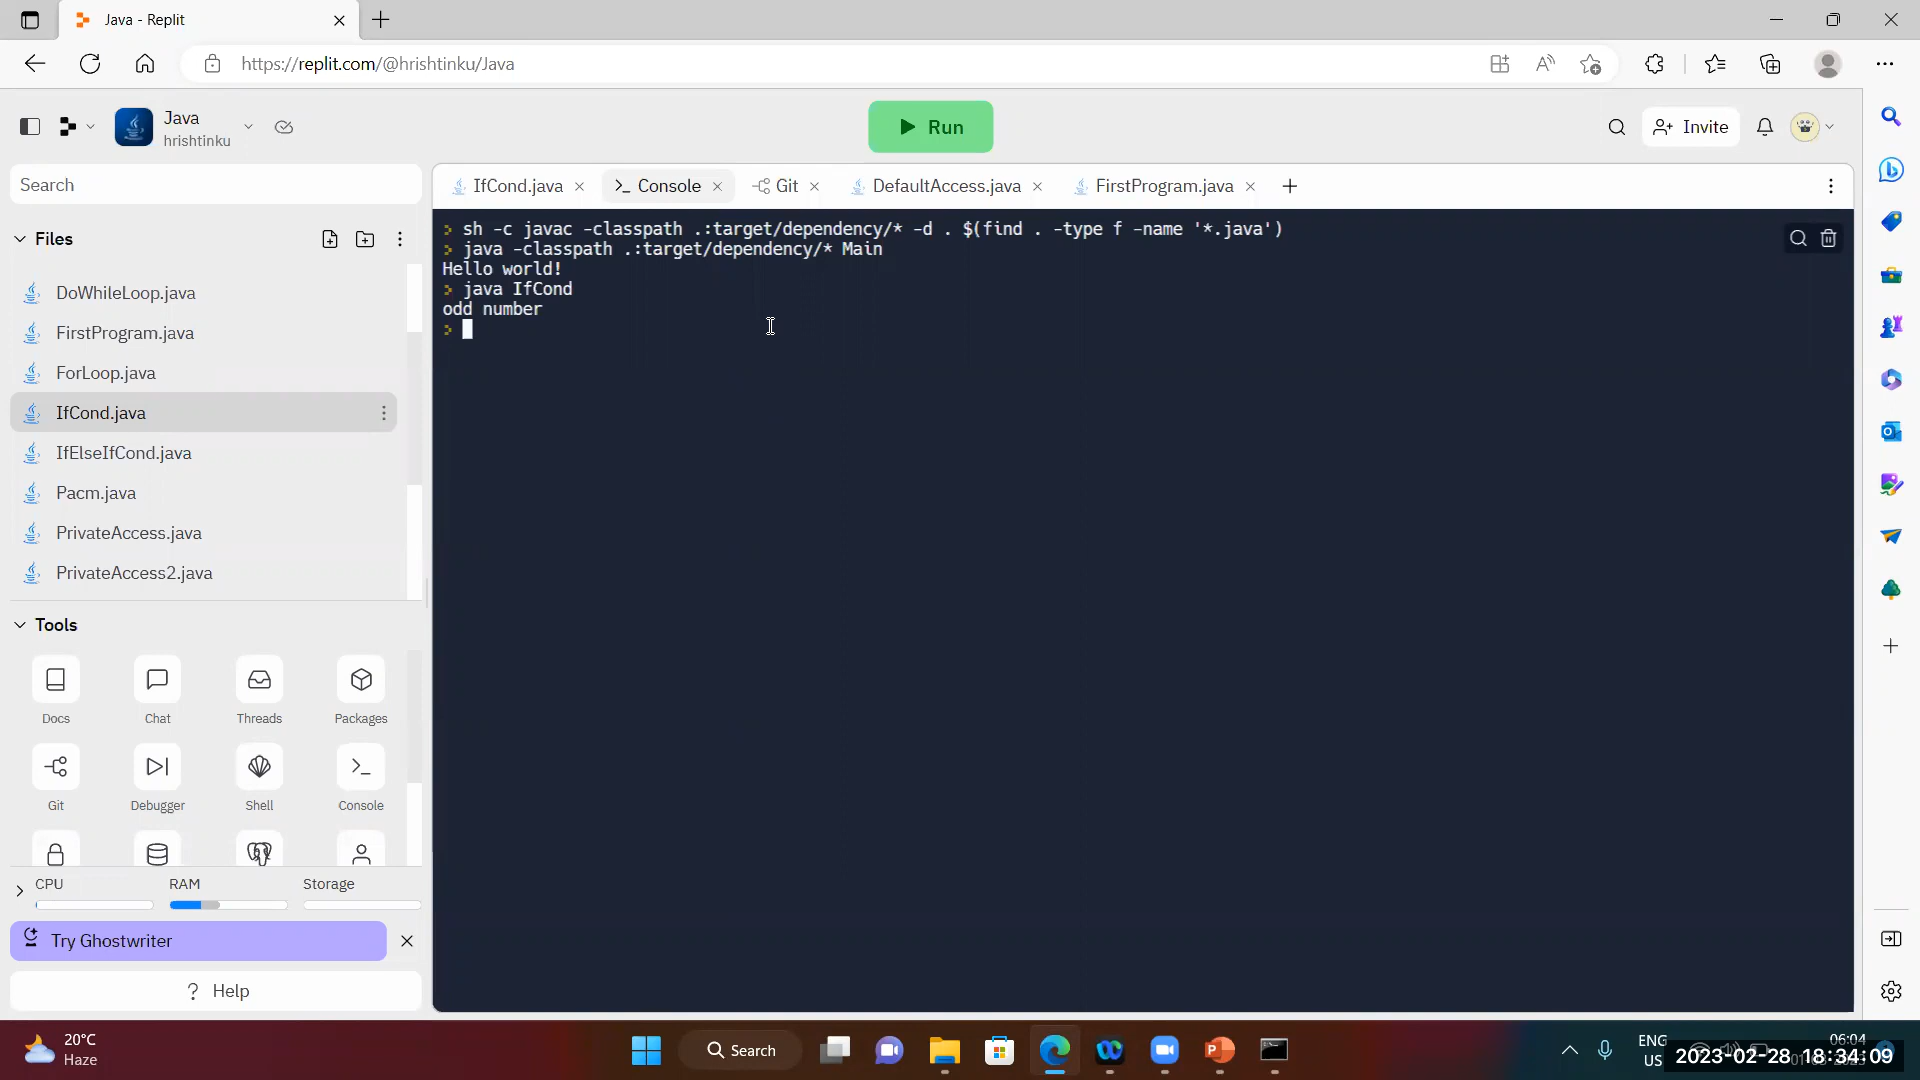 Java - Replit
https://replit.com/@hrishtinku/Java
Java
hrishtinku
Run
Invite
Search
IfCond.java
Console
Git
DefaultAccess.java
FirstProgram.java
Files
DoWhileLoop.java
FirstProgram.java
ForLoop.java
IfCond.java
IfElseIfCond.java
Pacm.java
PrivateAccess.java
PrivateAccess2.java
> sh -c javac -classpath .:target/dependency/* -d . $(find . -type f -name '*.java')
> java -classpath .:target/dependency/* Main
Hello world!
> java IfCond
odd number
>
Tools
Docs
Chat
Threads
Packages
Git
Debugger
Shell
Console
CPU
RAM
Storage
Try Ghostwriter
? Help
20°C
Haze
Search
ENG
US
06:04
2023-02-28 18:34:09